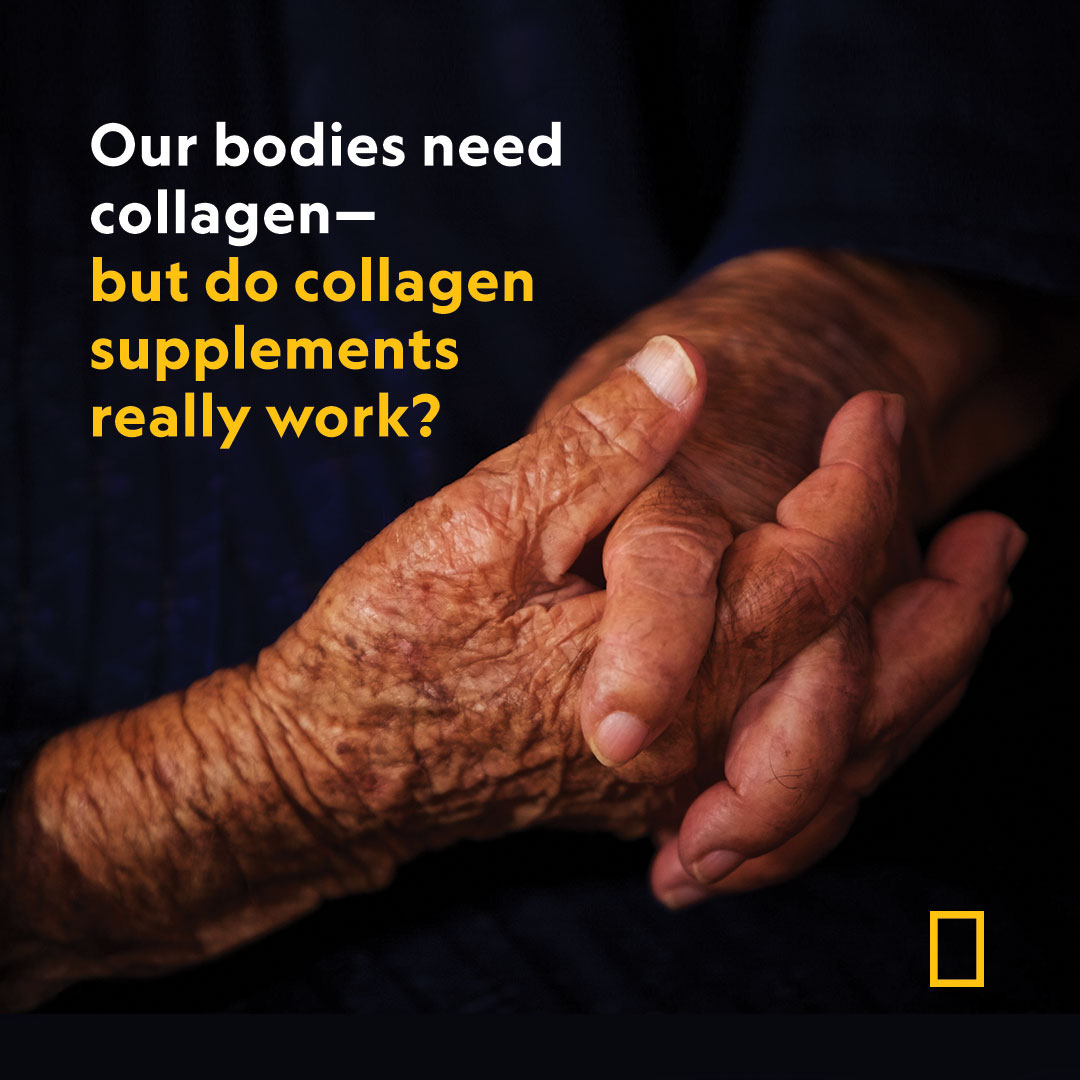 Our bodies need
collagen—
but do collagen
supplements
really work?